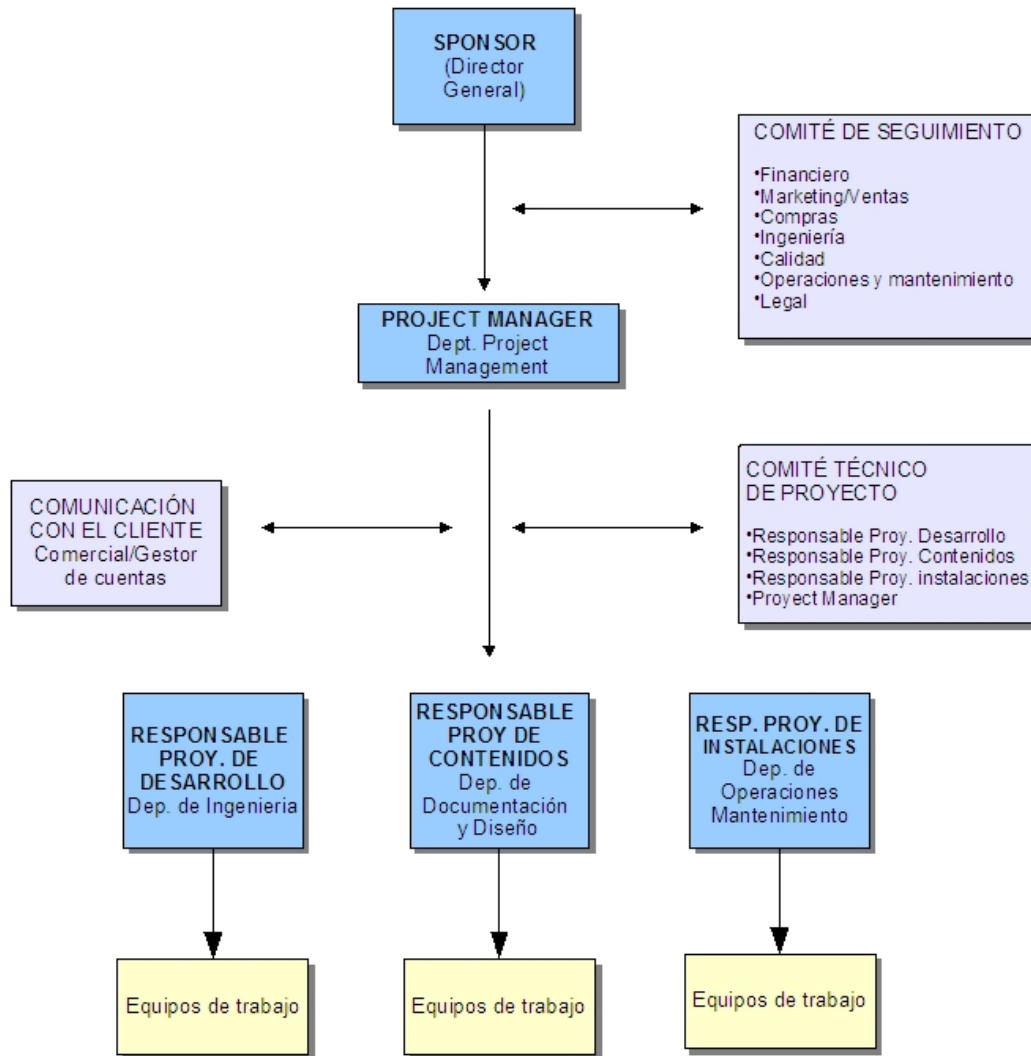 SPONSOR
(Director
General)
COMITÉ DE SEGUIMIENTO
•Financiero
•Marketing/Ventas
•Compras
•Ingeniería
•Calidad
•Operaciones y mantenimiento
•Legal
PROJECT MANAGER
Dept. Project
Management
COMUNICACIÓN
CON EL CLIENTE
Comercial/Gestor
de cuentas
COMITÉ TÉCNICO
DE PROYECTO
•Responsable Proy. Desarrollo
•Responsable Proy. Contenidos
•Responsable Proy. instalaciones
•Proyect Manager
RESPONSABLE
PROY. DE
DESARROLLO
Dep. de Ingenieria
RESPONSABLE
PROY DE
CONTENIDOS
Dep. de
Documentación
y Diseño
RESP. PROY. DE
INSTALACIONES
Dep. de
Operaciones
Mantenimiento
Equipos de trabajo
Equipos de trabajo
Equipos de trabajo